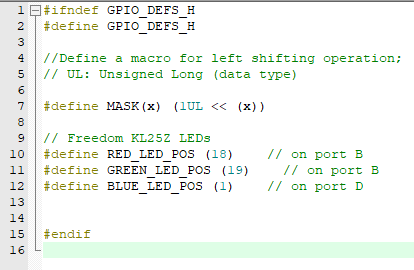 1 #ifndef GPIO_DEFS_H
2 #define GPIO_DEFS_H
3
4 //Define a macro for left shifting operation;
5 // UL: Unsigned Long (data type)
6
7 #define MASK(x) (1UL << (x))
8
9 // Freedom KL25Z LEDs
10 #define RED_LED_POS (18) // on port B
11 #define GREEN_LED_POS (19) // on port B
12 #define BLUE_LED_POS (1) // on port D
13
14
15 #endif
16